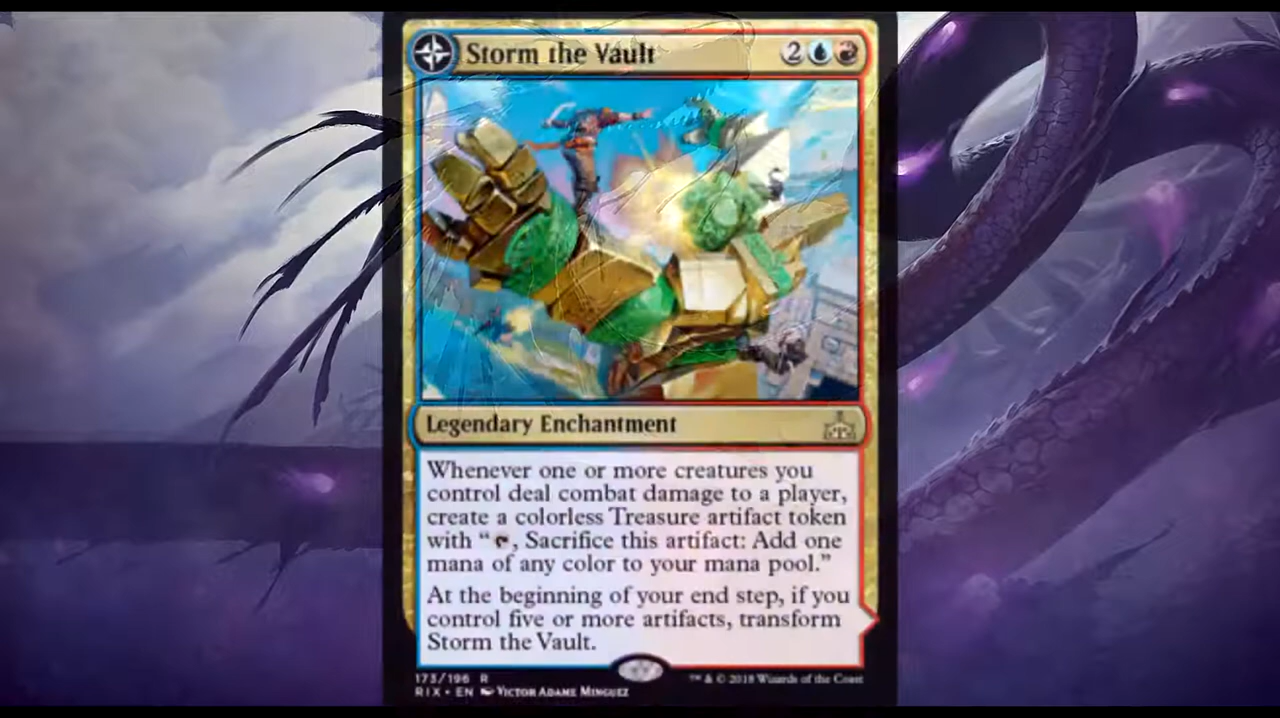 Storm the Vault
2
Legendary Enchantment
Whenever one or more creatures you
control deal combat damage to a player,
create a colorless Treasure artifact token
with “ , Sacrifice this artifact: Add one
mana of any color to your mana pool.”
At the beginning of your end step, if you
control five or more artifacts, transform
Storm the Vault.
173/196 R
RIX • EN Victor Adame Minguez
™ & © 2018 Wizards of the Coast